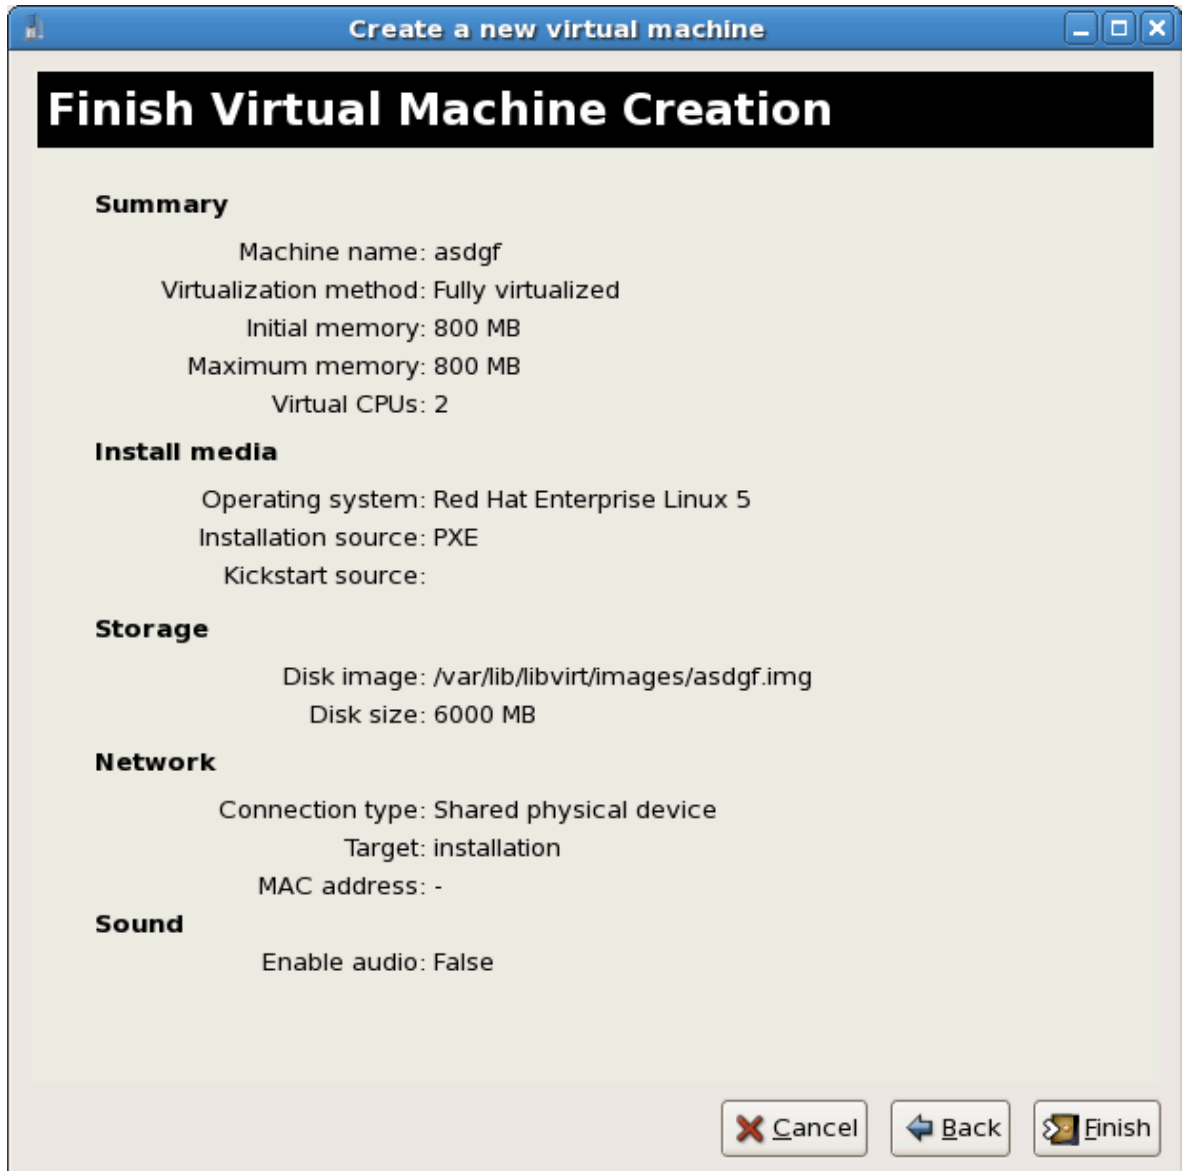 Create a new virtual machine
Finish Virtual Machine Creation
Summary
Machine name: asdgf
Virtualization method: Fully virtualized
Initial memory: 800 MB
Maximum memory: 800 MB
Virtual CPUs: 2
Install media
Operating system: Red Hat Enterprise Linux 5
Installation source: PXE
Kickstart source:
Storage
Disk image: /var/lib/libvirt/images/asdgf.img
Disk size: 6000 MB
Network
Connection type: Shared physical device
Target: installation
MAC address: -
Sound
Enable audio: False
Cancel Back Finish